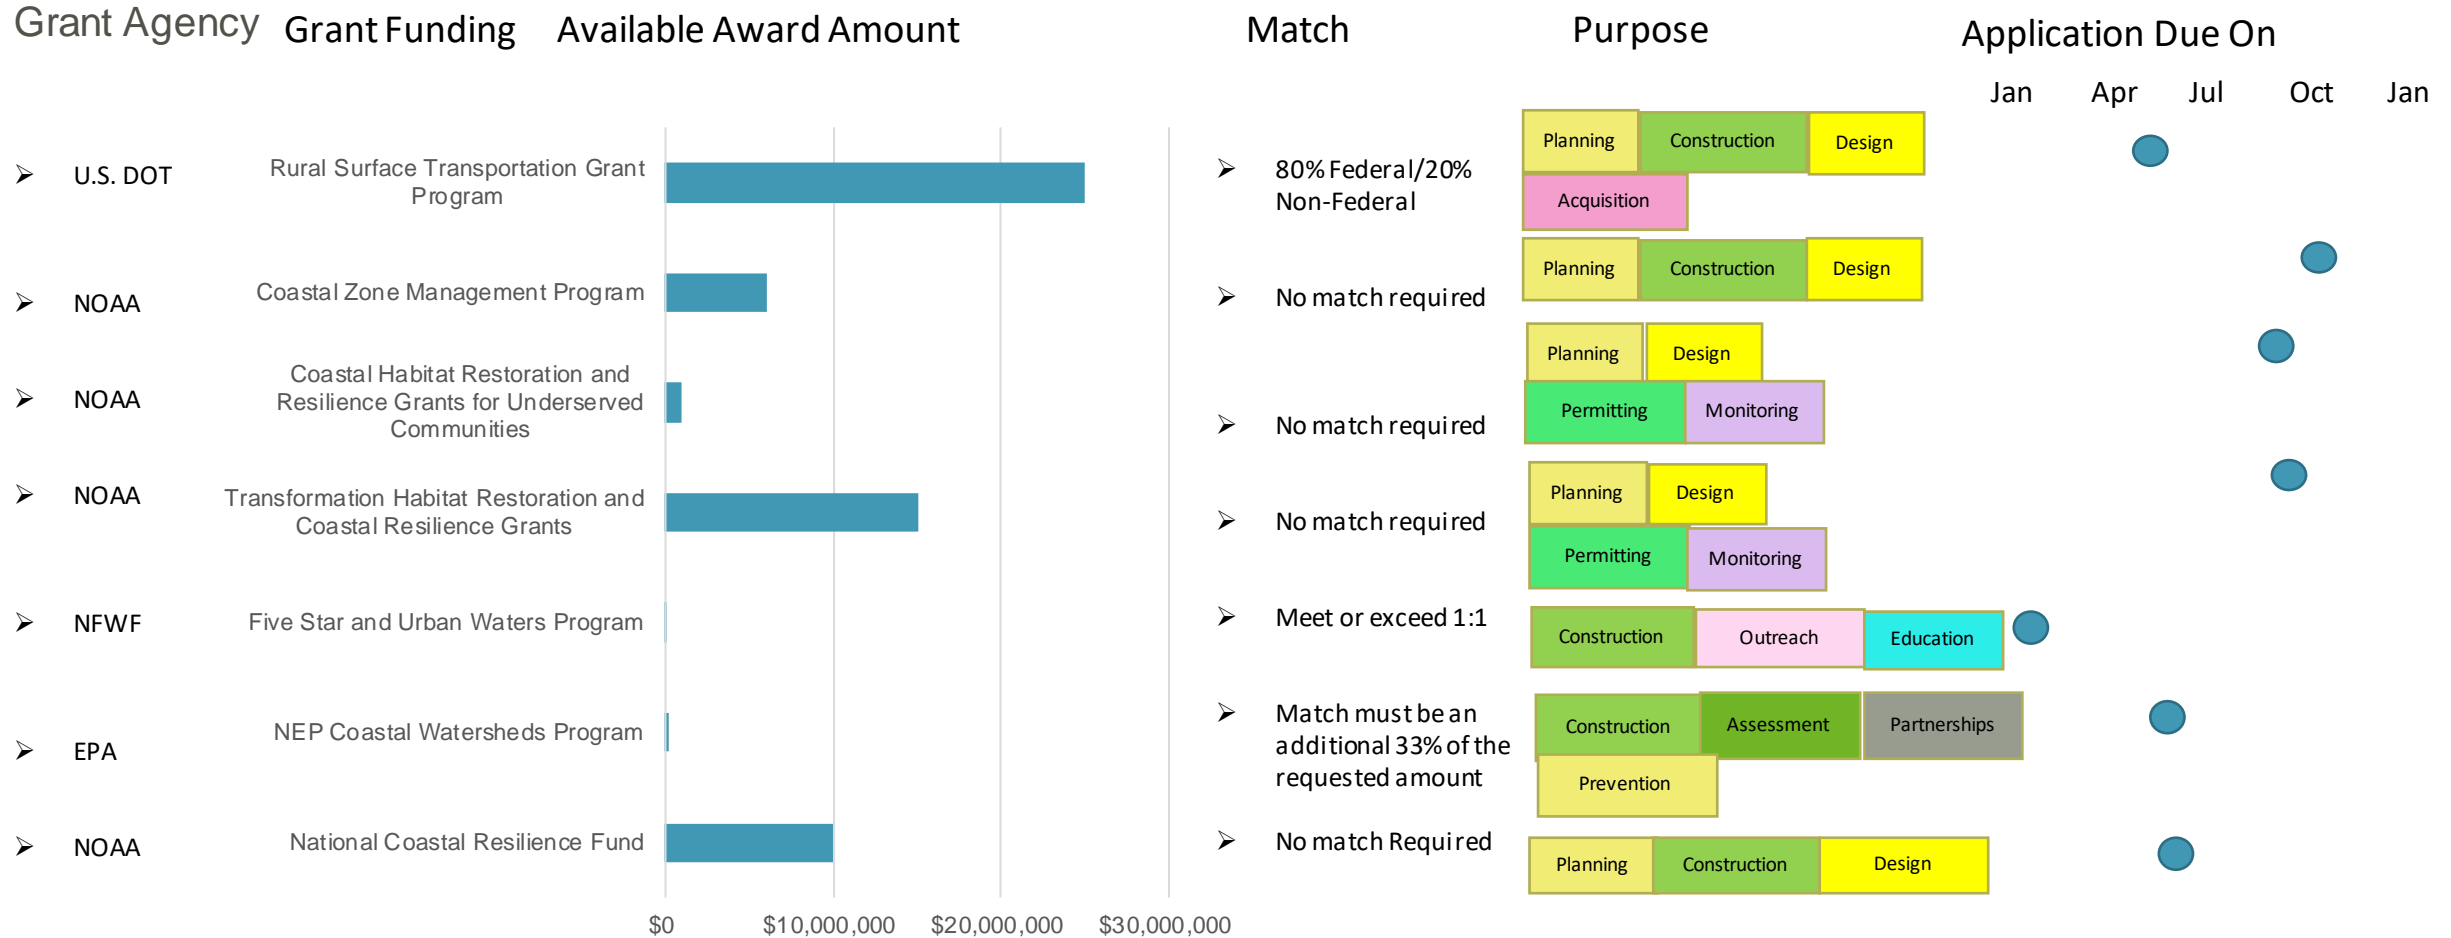 Grant Agency Grant Funding Available Award Amount Match Purpose Application Due On
Jan Apr Jul Oct Jan
➢ U.S. DOT
Rural Surface Transportation Grant
Program
➢ 80% Federal/20%
Non-Federal
Planning Construction Design
Acquisition
➢ NOAA
Coastal Zone Management Program
➢ No match required
Planning Construction Design
➢ NOAA
Coastal Habitat Restoration and
Resilience Grants for Underserved
Communities
➢ No match required
Planning Design
Permitting Monitoring
➢ NOAA
Transformation Habitat Restoration and
Coastal Resilience Grants
➢ No match required
Planning Design
Permitting Monitoring
➢ NFWF
Five Star and Urban Waters Program
➢ Meet or exceed 1:1
Construction Outreach Education
➢ EPA
NEP Coastal Watersheds Program
➢ Match must be an
additional 33% of the
requested amount
Construction Assessment Partnerships
Prevention
➢ NOAA
National Coastal Resilience Fund
➢ No match Required
Planning Construction Design
$0 $10,000,000 $20,000,000 $30,000,000